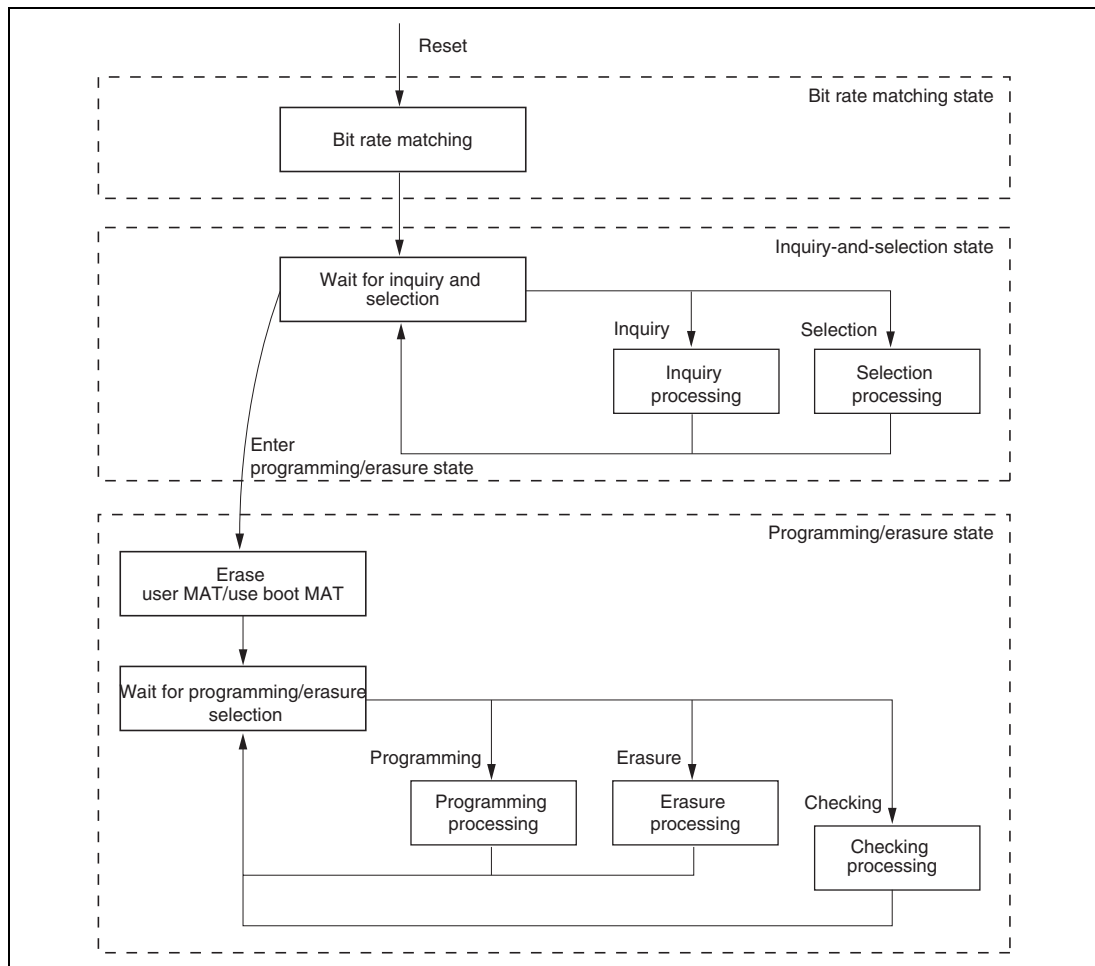 Reset
Bit rate matching state
Bit rate matching
Inquiry-and-selection state
Wait for inquiry and
selection
Inquiry
Selection
Inquiry
processing
Selection
processing
Enter
programming/erasure state
Programming/erasure state
Erase
user MAT/use boot MAT
Wait for programming/erasure
selection
Programming
Erasure
Checking
Programming
processing
Erasure
processing
Checking
processing